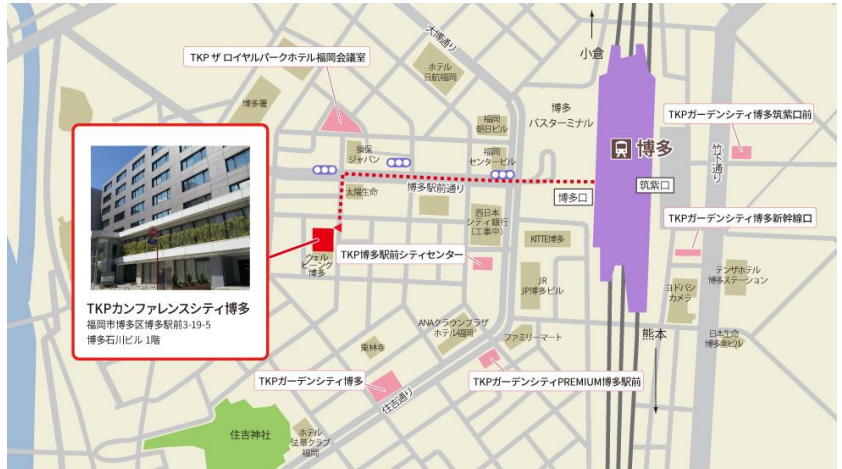 大博通り
小倉
TKP ザ ロイヤルパークホテル 福岡会議室
ホテル
日航福岡
博多署
博多
バスターミナル
福岡
朝日ビル
TKPガーデンシティ博多筑紫口前
損保
ジャパン
福岡
センタービル
博多
竹下通り
太陽生命
博多駅前通り
博多口
筑紫口
西日本
シティ銀行
(工事中)
KITTE博多
TKPガーデンシティ博多新幹線口
ウェル
ビーイング
博多
TKP博多駅前シティセンター
JR
JP博多ビル
ヨドバシ
カメラ
デンザホテル
博多ステーション
TKPカンファレンスシティ博多
福岡市博多区博多駅前3-19-5
博多石川ビル 1階
ANAクラウンプラザ
ホテル福岡
ファミリーマート
熊本
日本生命
博多南ビル
東林寺
TKPガーデンシティ博多
TKPガーデンシティPREMIUM博多駅前
住吉通り
住吉神社
ホテル
法華クラブ
福岡